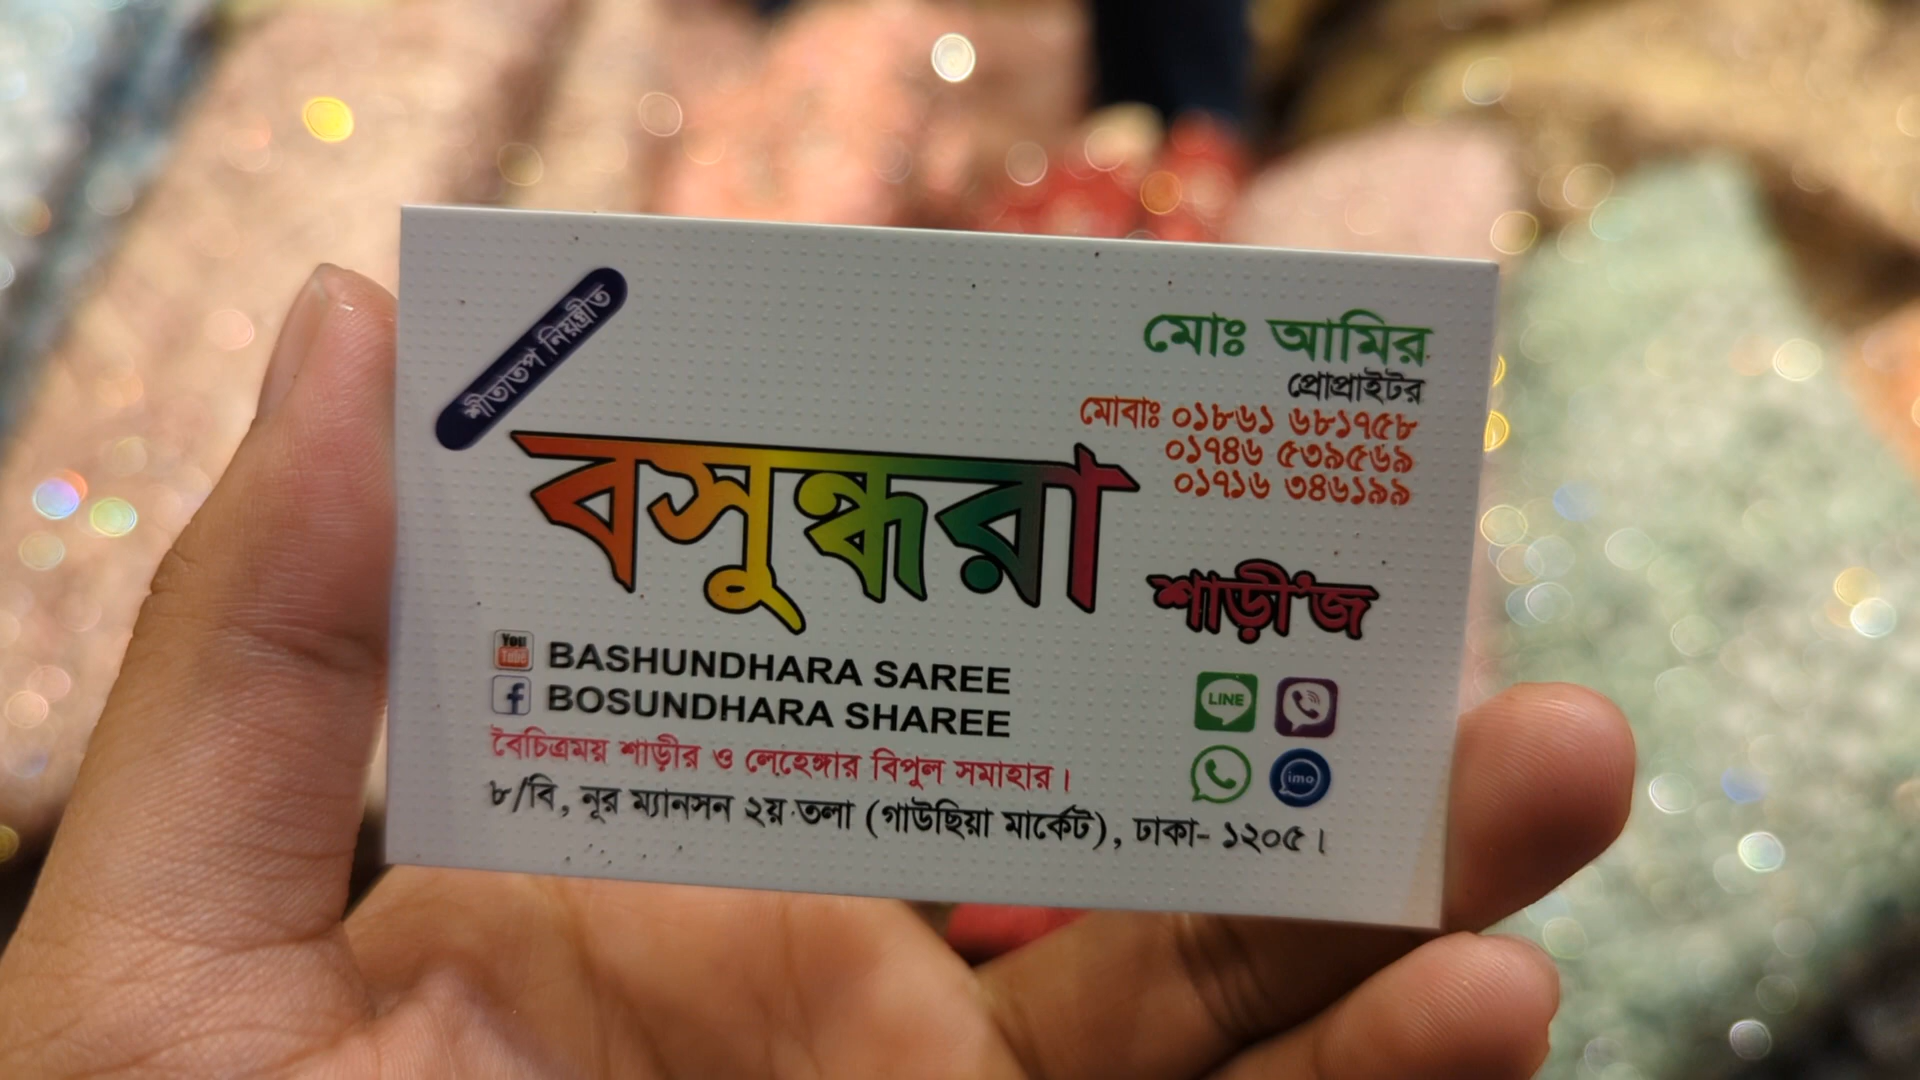 শীতাতপ নিয়ন্ত্রীত
মোঃ আমির
প্রোপ্রাইটর
মোবাঃ ০১৮৬১ ৬৮১৭৫৮
০১৭৪৬ ৫৩৯৫৬৯
০১৭১৬ ৩৪৬১৯৯
বসুন্ধরা
শাড়ী'জ
You Tube BASHUNDHARA SAREE
f BOSUNDHARA SHAREE
LINE
imo
বৈচিত্রময় শাড়ীর ও লেহেঙ্গার বিপুল সমাহার।
৮/বি, নূর ম্যানসন ২য় তলা (গাউছিয়া মার্কেট), ঢাকা- ১২০৫।